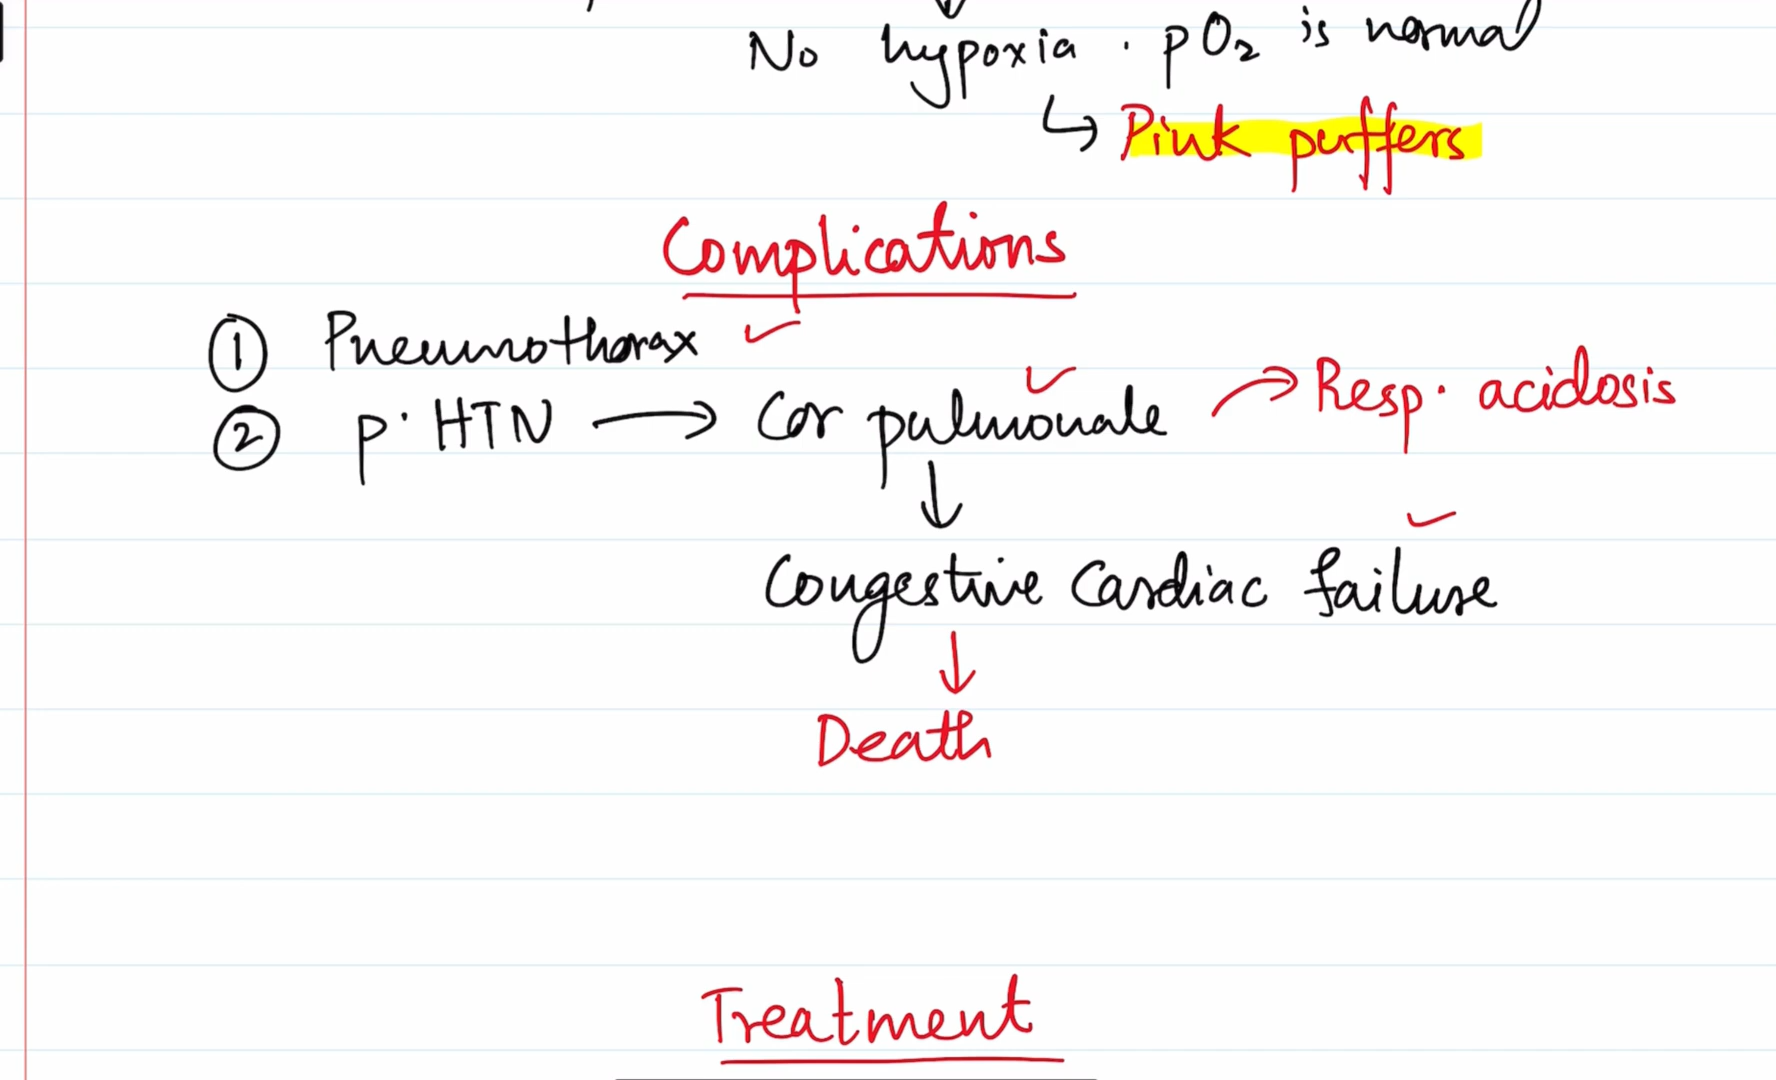 No hypoxia . pO₂ is normal
↳ Pink puffers
Complications
① Pneumothorax ✓
② p. HTN → Cor pulmonale ✓ → Resp. acidosis
↓
Congestive Cardiac failure ✓
↓
Death
Treatment